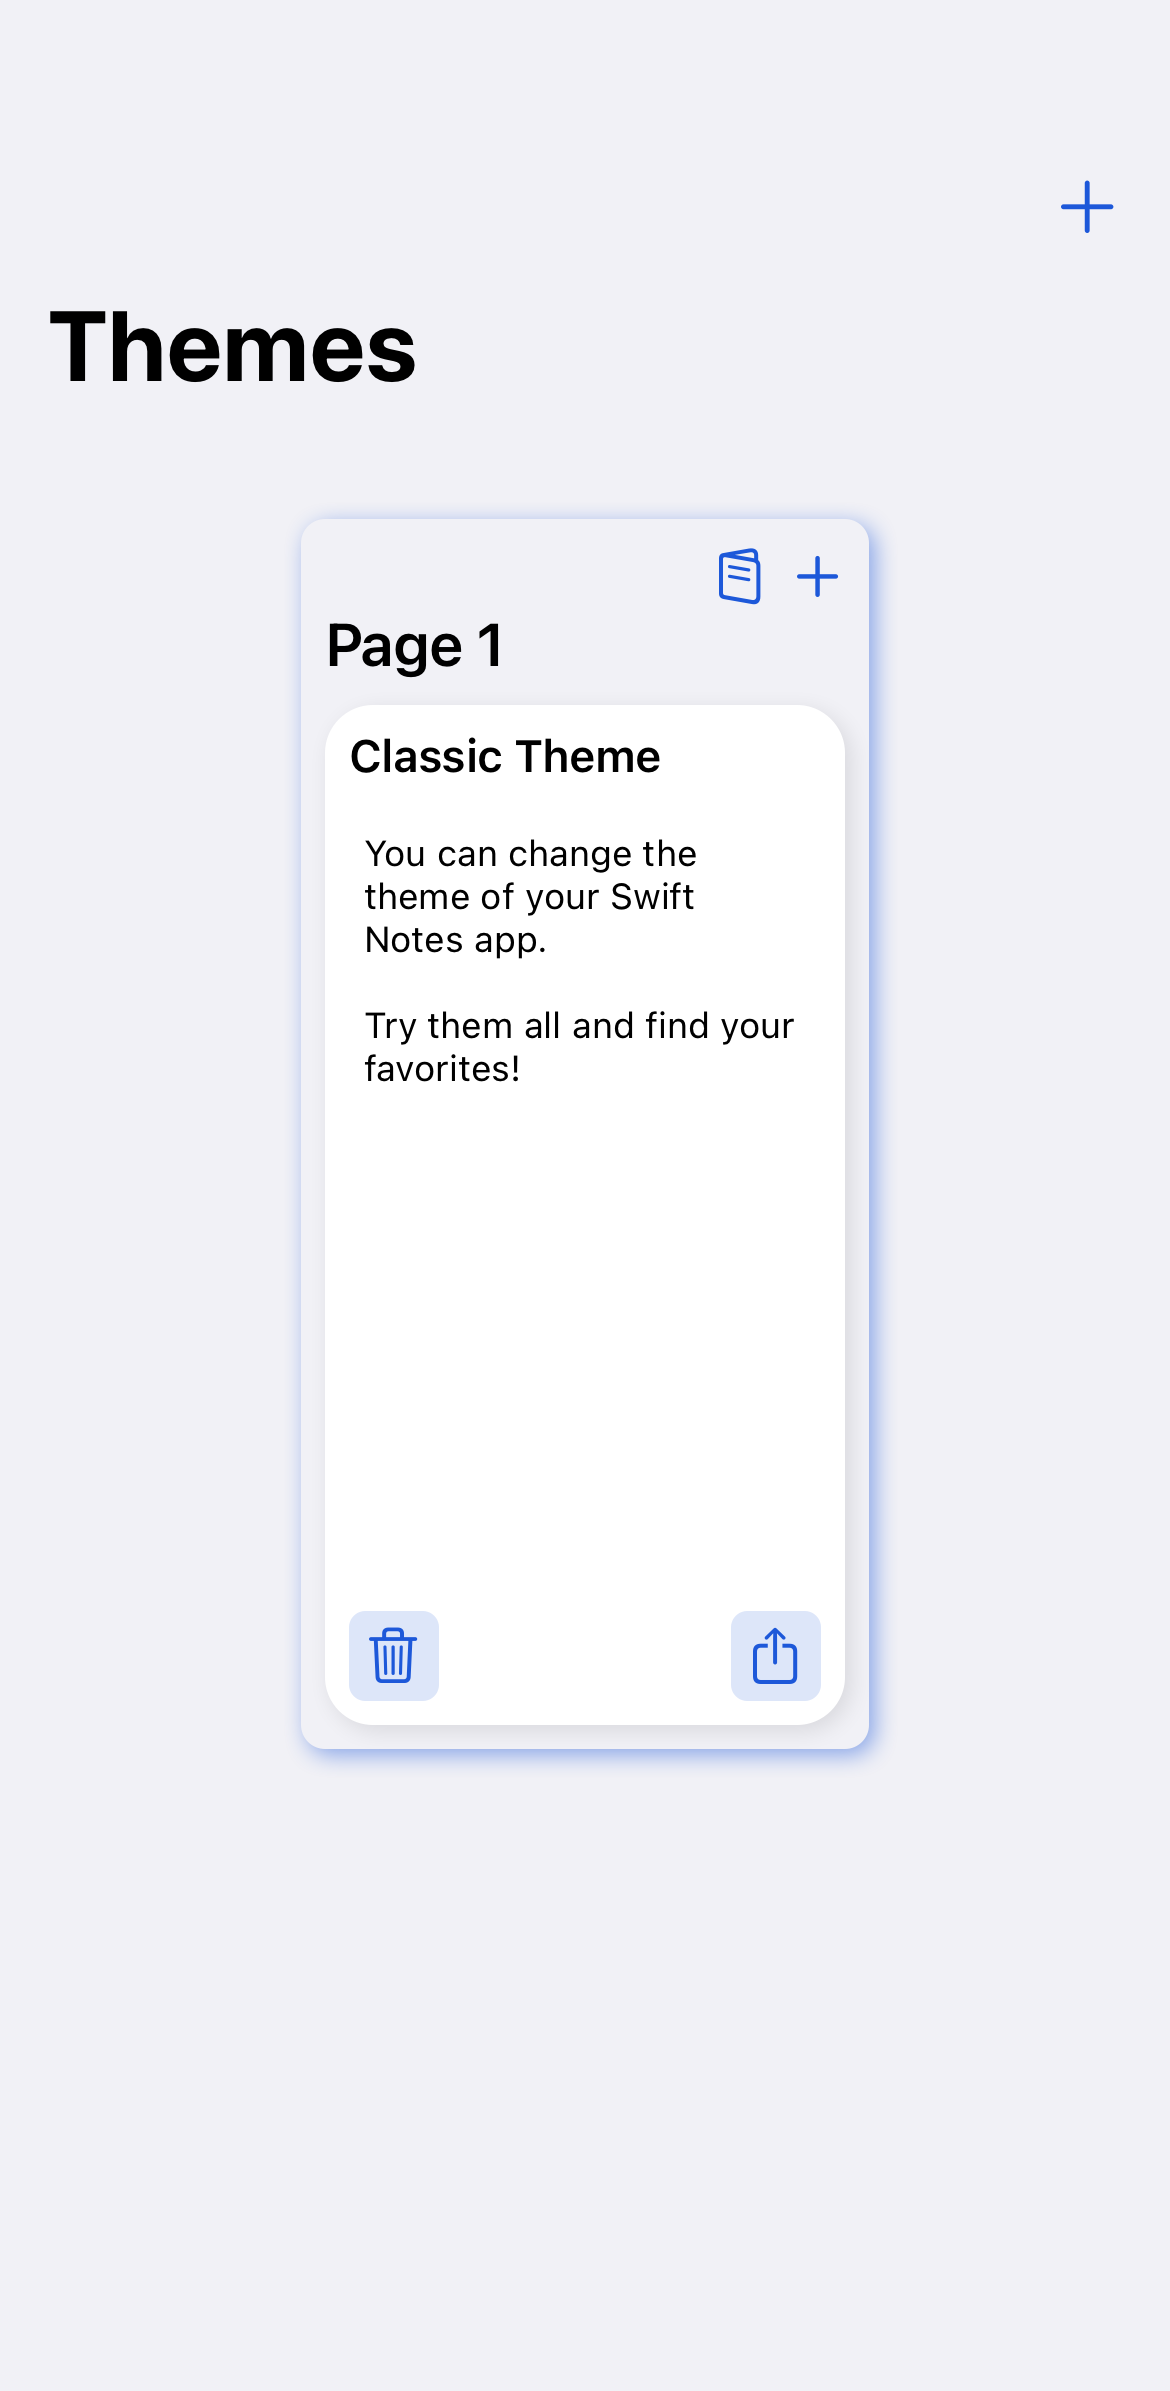 Themes
Page 1
Classic Theme
You can change the
theme of your Swift
Notes app.
Try them all and find your
favorites!